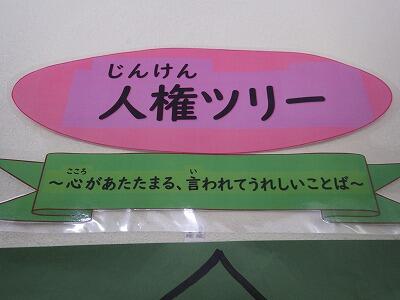 じんけん
人権ツリー
こころ い
～心があたたまる、言われてうれしいことば～